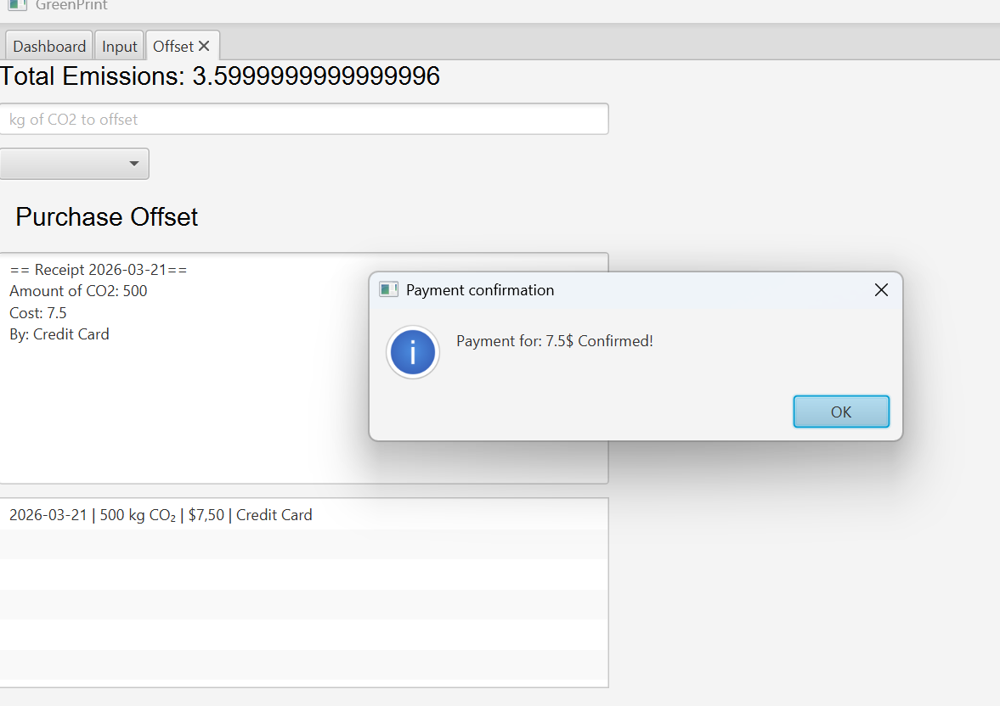 GreenPrint
Dashboard Input Offset
Total Emissions: 3.5999999999999996
kg of CO2 to offset
Purchase Offset
== Receipt 2026-03-21==
Amount of CO2: 500
Cost: 7.5
By: Credit Card
Payment confirmation
Payment for: 7.5$ Confirmed!
OK
2026-03-21 | 500 kg CO₂ | $7,50 | Credit Card